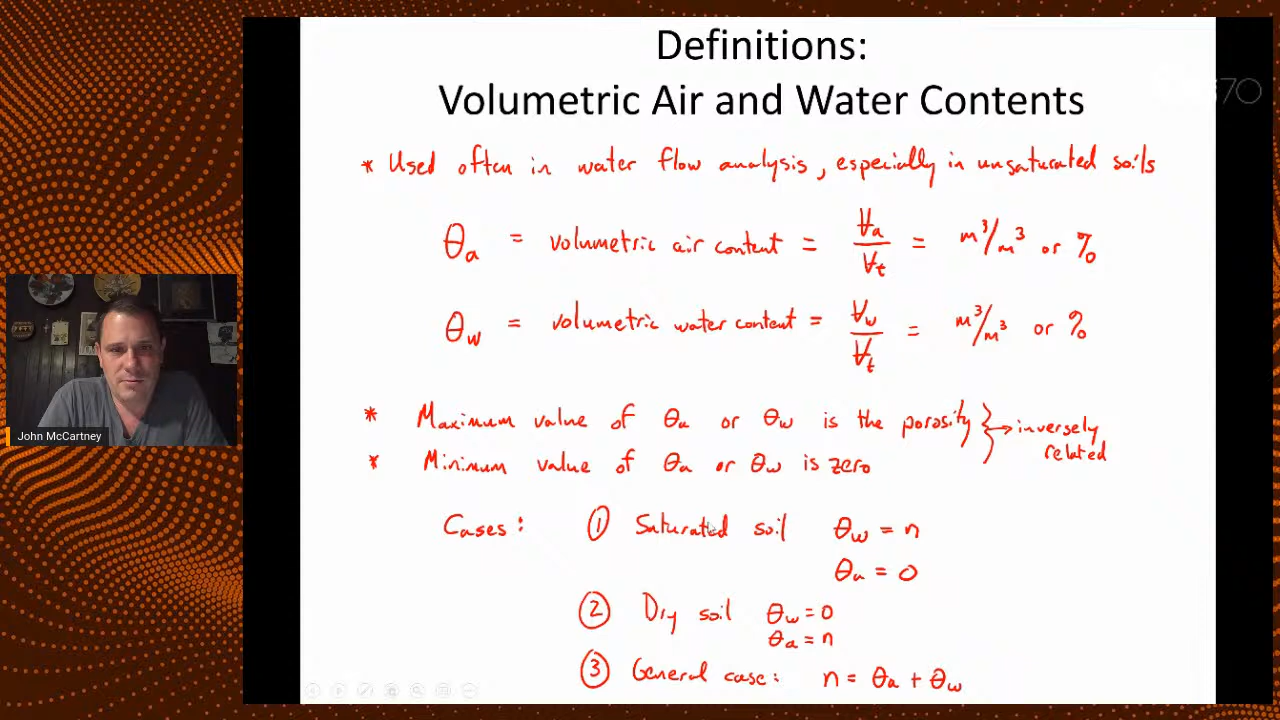 Definitions:
Volumetric Air and Water Contents
* Used often in water flow analysis, especially in unsaturated soils
θa = volumetric air content = Va/Vt = m³/m³ or %
θw = volumetric water content = Vw/Vt = m³/m³ or %
* Maximum value of θa or θw is the porosity } → inversely related
* Minimum value of θa or θw is zero
Cases: ① Saturated soil θw = n
θa = 0
② Dry soil θw = 0
θa = n
③ General case: n = θa + θw
John McCartney
70